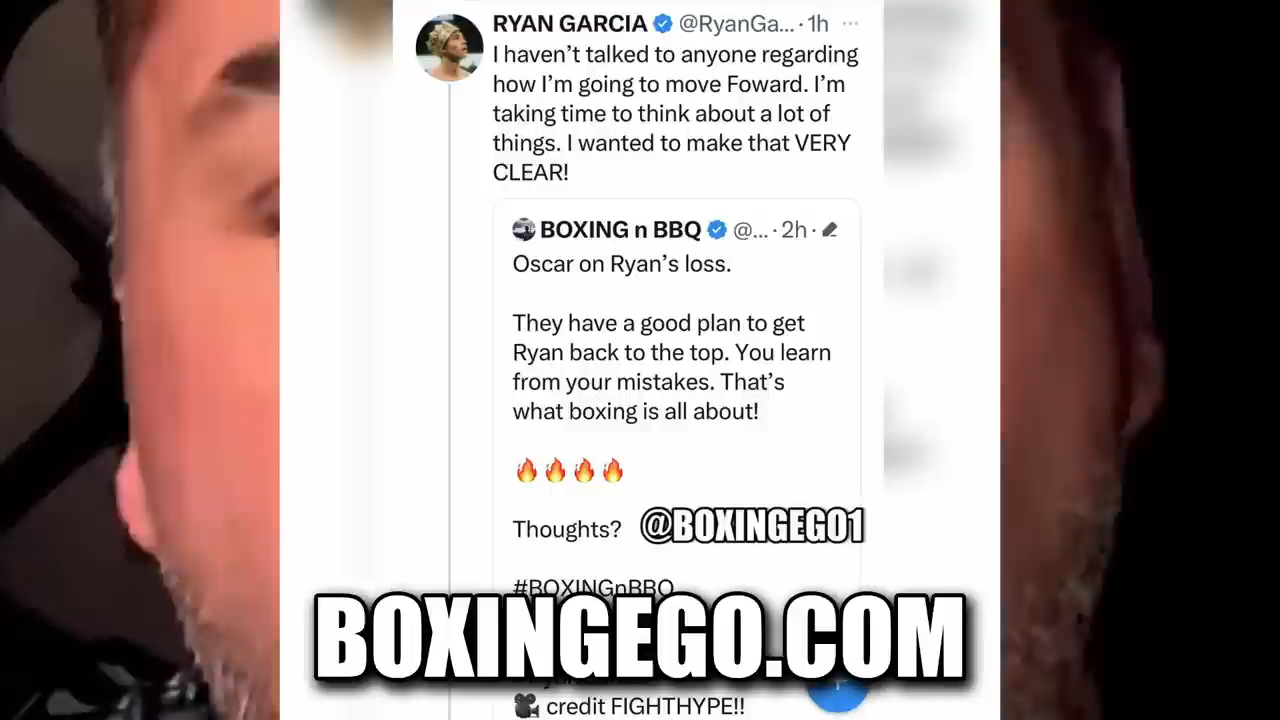 RYAN GARCIA @RyanGa... · 1h ...
I haven’t talked to anyone regarding
how I’m going to move Foward. I’m
taking time to think about a lot of
things. I wanted to make that VERY
CLEAR!
BOXING n BBQ @... · 2h ·
Oscar on Ryan’s loss.
They have a good plan to get
Ryan back to the top. You learn
from your mistakes. That’s
what boxing is all about!
🔥🔥🔥🔥
Thoughts?
@BOXINGEGO1
#BOXINGnBBQ
BOXINGEGO.COM
🎥 credit FIGHTHYPE!!